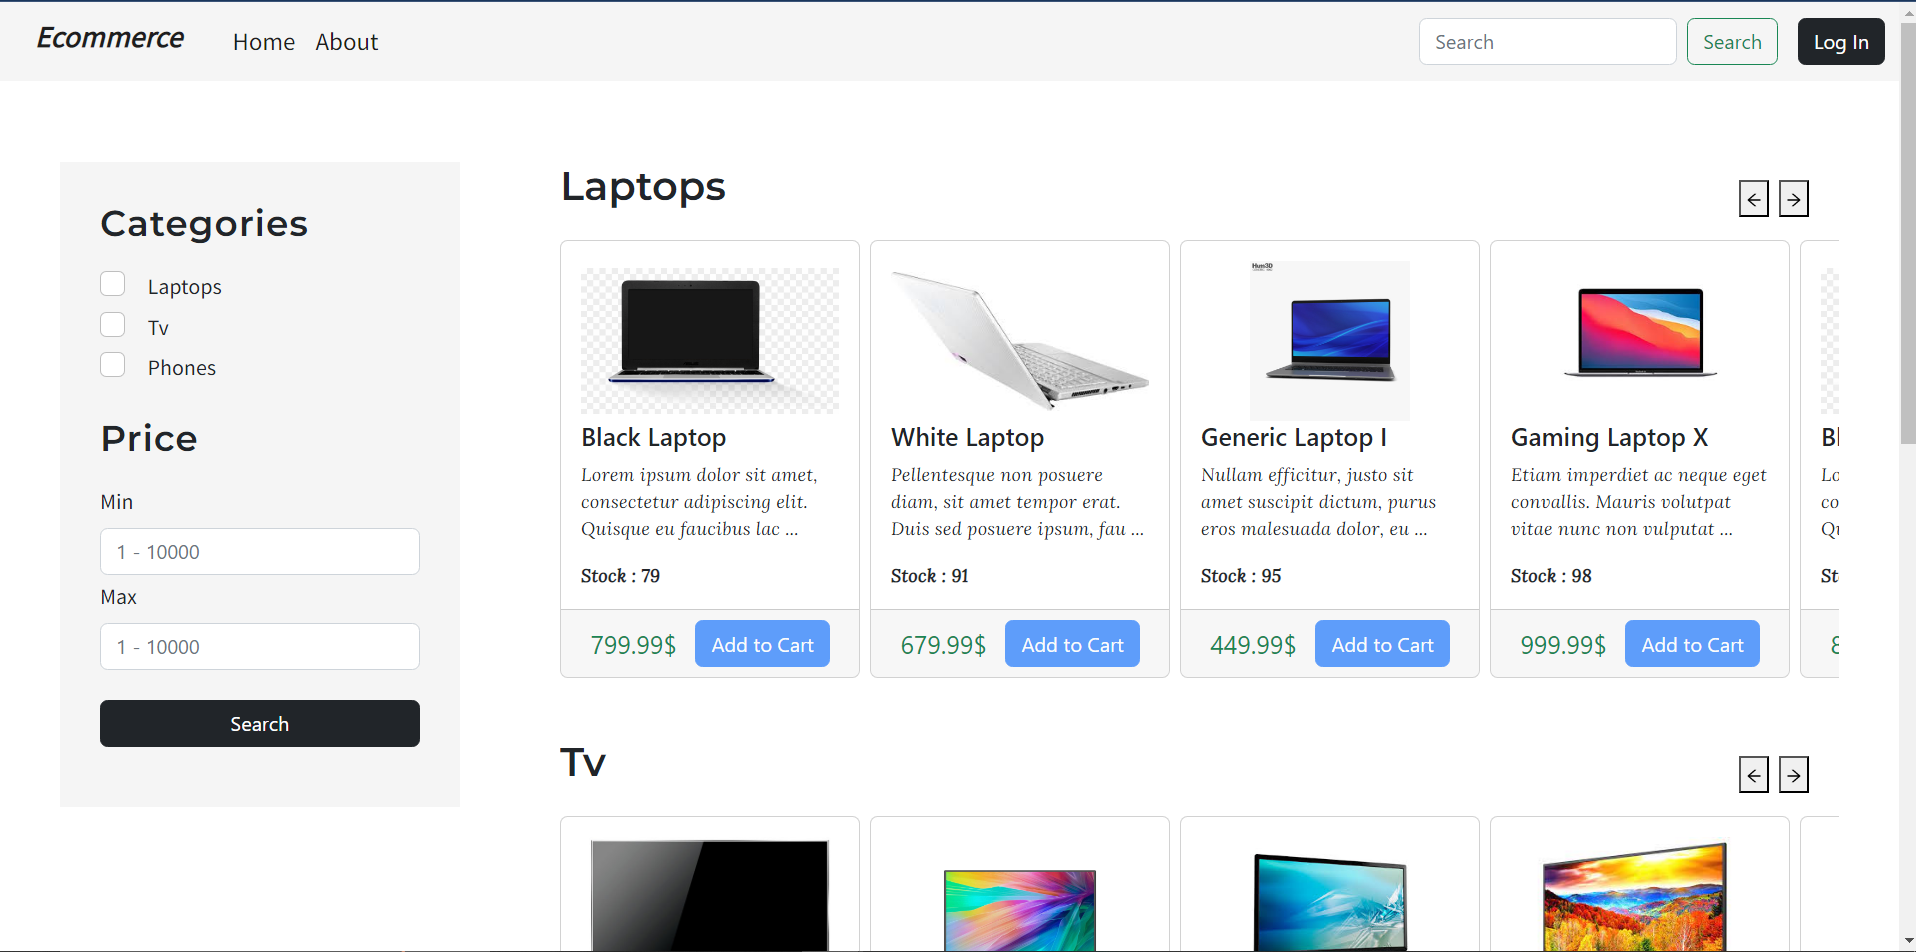 Ecommerce
Home
About
Search
Search
Log In
Categories
Laptops
Tv
Phones
Price
Min
1 - 10000
Max
1 - 10000
Search
Laptops
Hum3D
Black Laptop
Lorem ipsum dolor sit amet,
consectetur adipiscing elit.
Quisque eu faucibus lac ...
Stock : 79
799.99$
Add to Cart
White Laptop
Pellentesque non posuere
diam, sit amet tempor erat.
Duis sed posuere ipsum, fau ...
Stock : 91
679.99$
Add to Cart
Generic Laptop I
Nullam efficitur, justo sit
amet suscipit dictum, purus
eros malesuada dolor, eu ...
Stock : 95
449.99$
Add to Cart
Gaming Laptop X
Etiam imperdiet ac neque eget
convallis. Mauris volutpat
vitae nunc non vulputat ...
Stock : 98
999.99$
Add to Cart
Bl
Lo
co
Qu
St
8
Tv